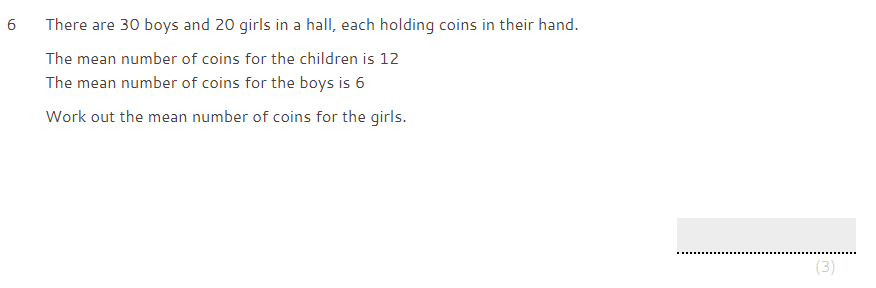 6 There are 30 boys and 20 girls in a hall, each holding coins in their hand.
The mean number of coins for the children is 12
The mean number of coins for the boys is 6
Work out the mean number of coins for the girls.
(3)